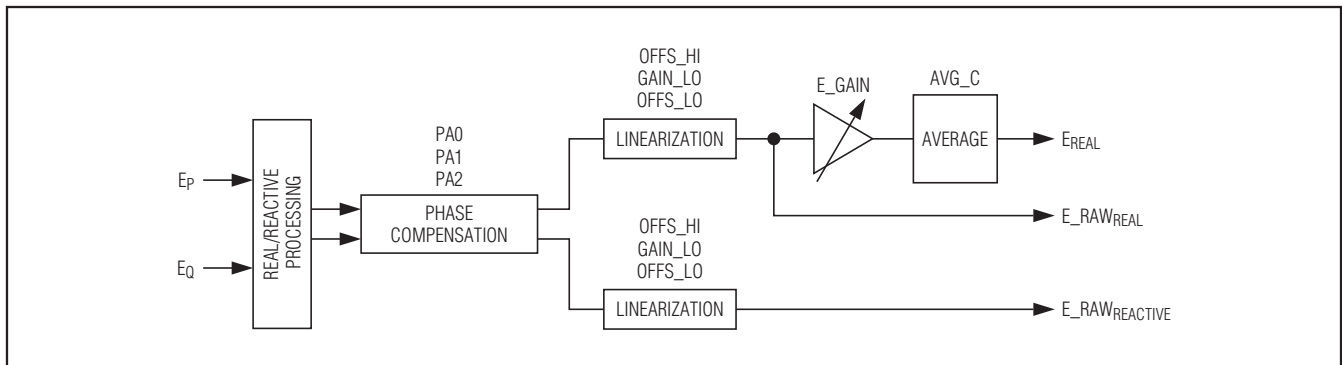 EP
EQ
REAL/REACTIVE
PROCESSING
PA0
PA1
PA2
PHASE
COMPENSATION
OFFS_HI
GAIN_LO
OFFS_LO
LINEARIZATION
E_GAIN
AVG_C
AVERAGE
EREAL
E_RAWREAL
OFFS_HI
GAIN_LO
OFFS_LO
LINEARIZATION
E_RAWREACTIVE